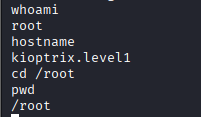 whoami
root
hostname
kioptrix.level1
cd /root
pwd
/root